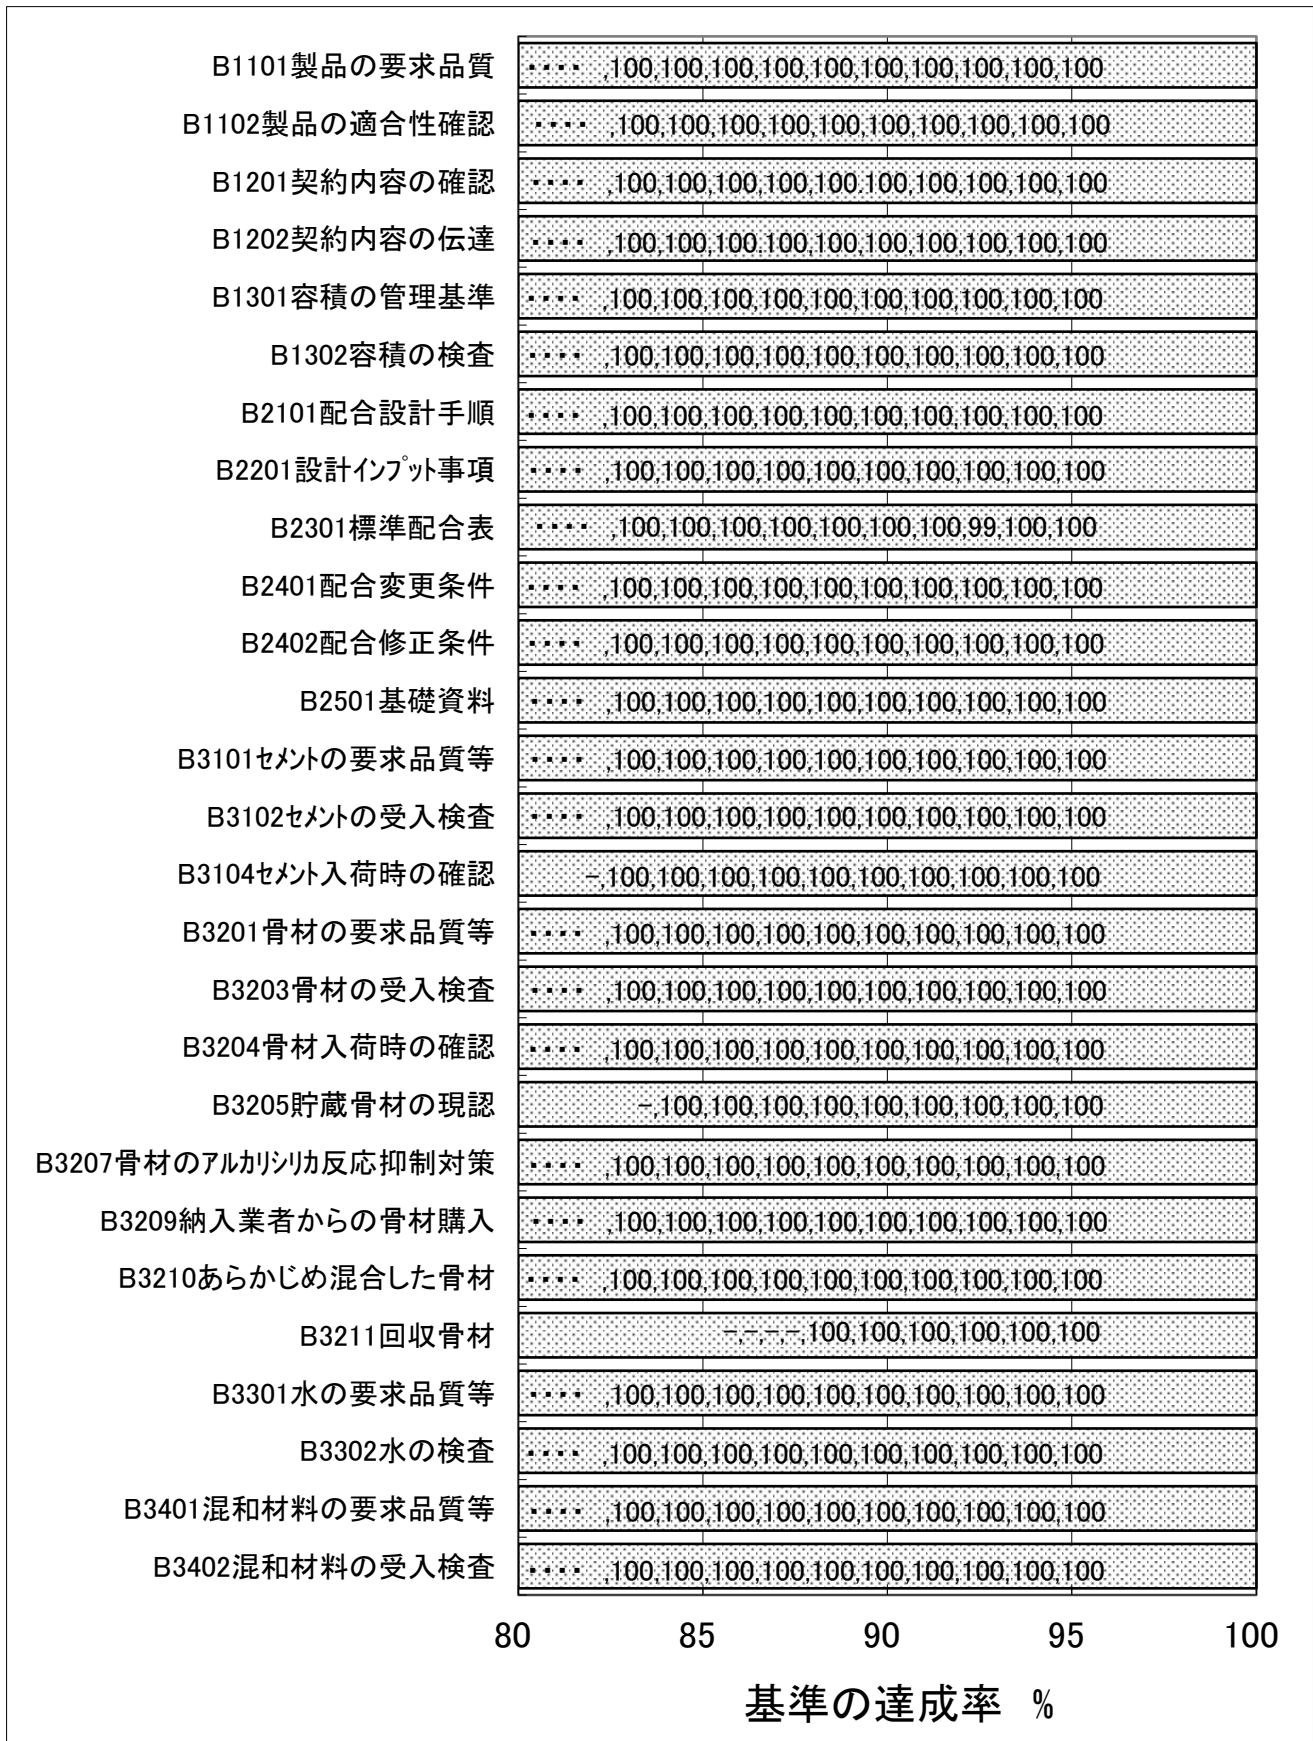 B1101製品の要求品質 ････ ,100,100,100,100,100,100,100,100,100,100
B1102製品の適合性確認 ････ ,100,100,100,100,100,100,100,100,100,100
B1201契約内容の確認 ････ ,100,100,100,100,100.100,100,100,100,100
B1202契約内容の伝達 ････ ,100,100,100.100,100,100,100,100,100,100
B1301容積の管理基準 ････ ,100,100,100,100,100,100,100,100,100,100
B1302容積の検査 ････ ,100,100,100,100,100,100,100,100,100,100
B2101配合設計手順 ････ ,100,100,100,100,100,100,100,100,100,100
B2201設計ｲﾝﾌﾟｯﾄ事項 ････ ,100,100,100,100,100,100,100,100,100,100
B2301標準配合表 ････ ,100,100,100,100,100,100,100,99,100,100
B2401配合変更条件 ････ ,100,100,100,100,100,100,100,100,100,100
B2402配合修正条件 ････ ,100,100,100,100,100,100,100,100,100,100
B2501基礎資料 ････ ,100,100,100,100,100,100,100,100,100,100
B3101ｾﾒﾝﾄの要求品質等 ････ ,100,100,100,100,100,100,100,100,100,100
B3102ｾﾒﾝﾄの受入検査 ････ ,100,100,100,100,100,100,100,100,100,100
B3104ｾﾒﾝﾄ入荷時の確認 −,100,100,100,100,100,100,100,100,100,100
B3201骨材の要求品質等 ････ ,100,100,100,100,100,100,100,100,100,100
B3203骨材の受入検査 ････ ,100,100,100,100,100,100,100,100,100,100
B3204骨材入荷時の確認 ････ ,100,100,100,100,100,100,100,100,100,100
B3205貯蔵骨材の現認 −,100,100,100,100,100,100,100,100,100
B3207骨材のｱﾙｶﾘｼﾘｶ反応抑制対策 ････ ,100,100,100,100,100,100,100,100,100,100
B3209納入業者からの骨材購入 ････ ,100,100,100,100,100,100,100,100,100,100
B3210あらかじめ混合した骨材 ････ ,100,100,100,100,100,100,100,100,100,100
B3211回収骨材 −,−,−,−,100,100,100,100,100,100
B3301水の要求品質等 ････ ,100,100,100,100,100,100,100,100,100,100
B3302水の検査 ････ ,100,100,100,100,100,100,100,100,100,100
B3401混和材料の要求品質等 ････ ,100,100,100,100,100,100,100,100,100,100
B3402混和材料の受入検査 ････ ,100,100,100,100,100,100,100,100,100,100
80 85 90 95 100
基準の達成率 %